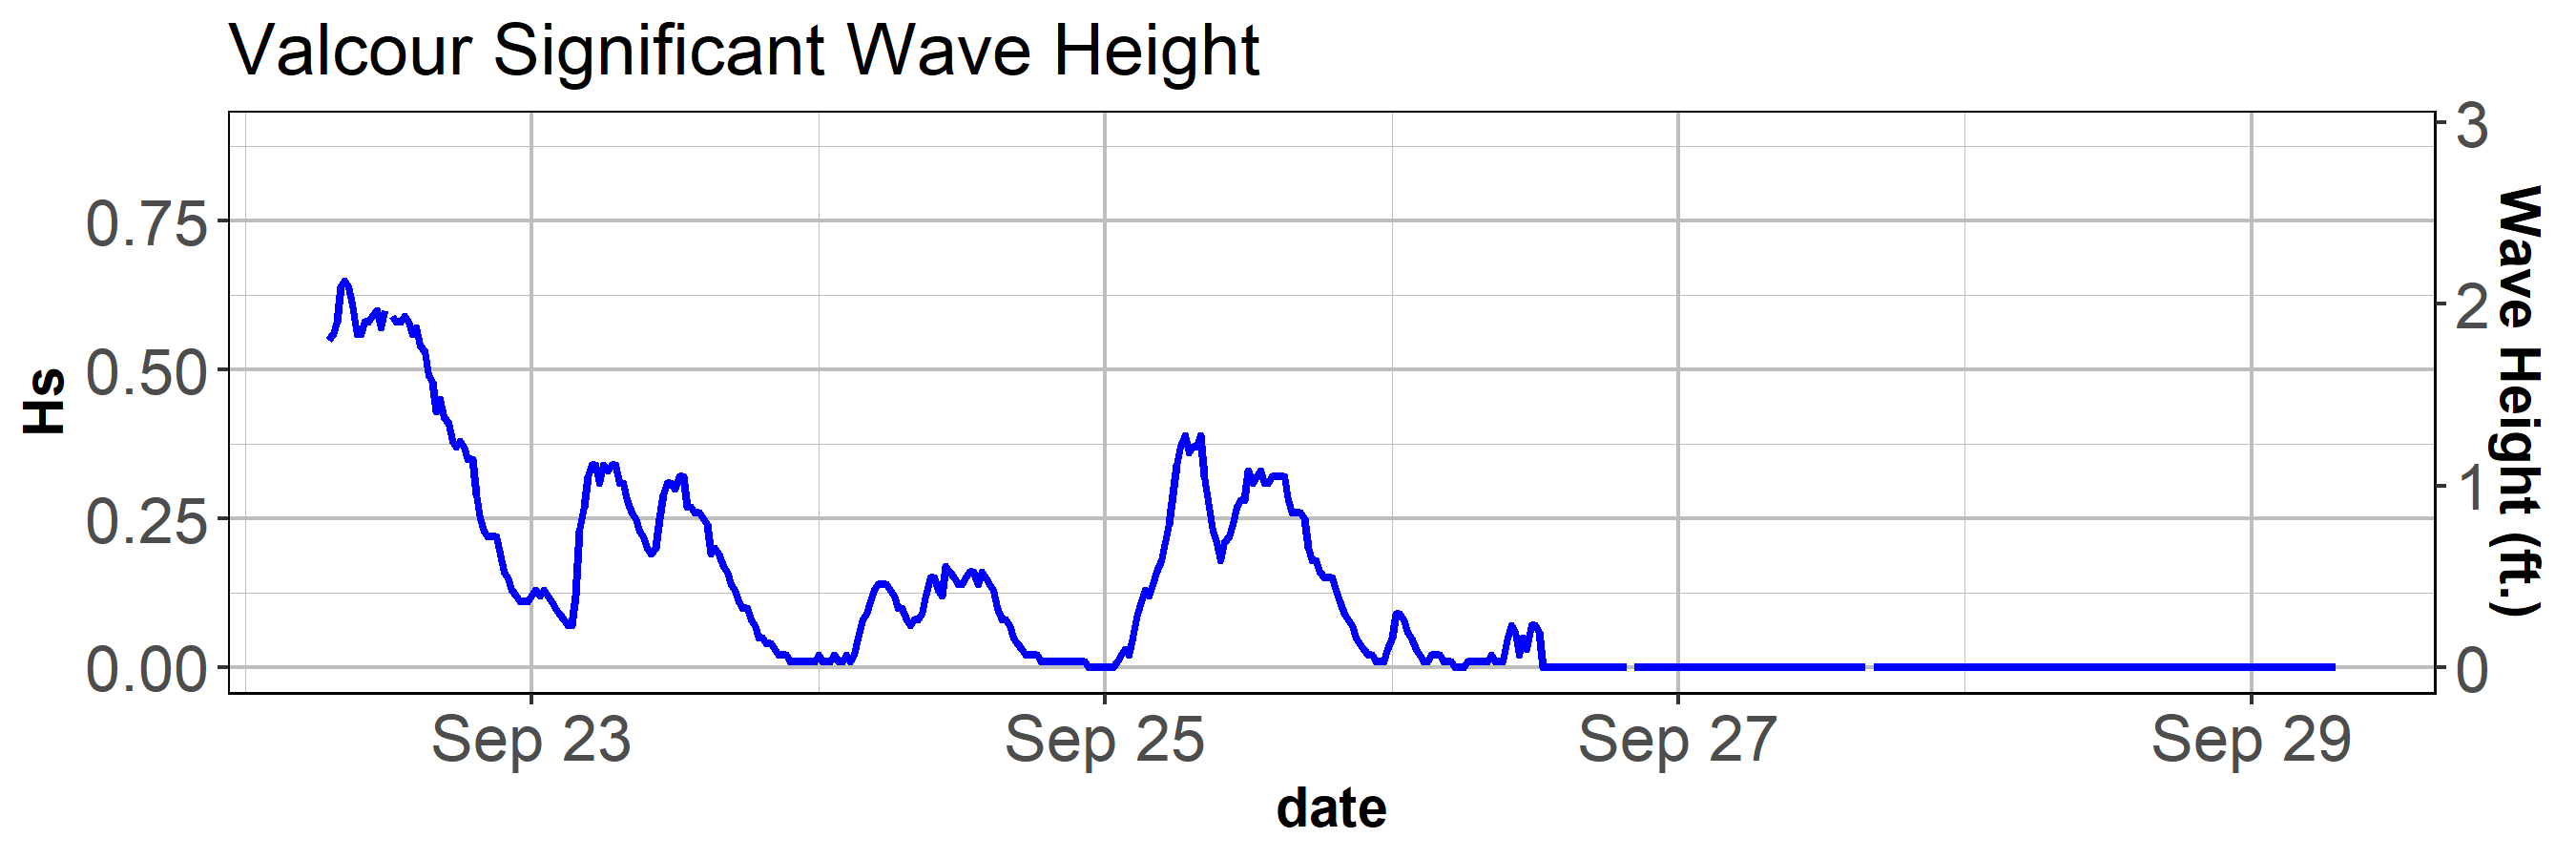 Valcour Significant Wave Height
3
0.75
2
0.50
1
0.25
0.00
0
Hs
Wave Height (ft.)
Sep 23
Sep 25
Sep 27
Sep 29
date